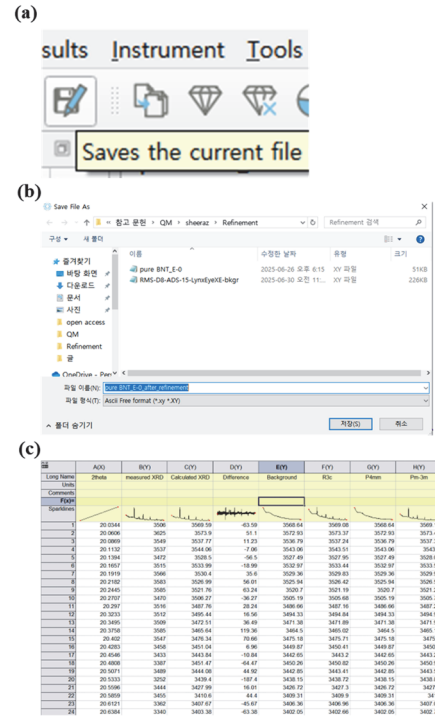 (a)
sults Instrument Tools
Saves the current file
(b)
Save File As
« 참고 문헌 › QM › sheeraz › Refinement
Refinement 검색
구성 새 폴더
이름 수정한 날짜 유형 크기
즐겨찾기
바탕 화면
다운로드
문서
사진
open access
QM
Refinement
글
OneDrive - Pers
pure BNT_E-0 2025-06-26 오후 6:15 XY 파일 51KB
RMS-D8-ADS-15-LynxEyeXE-bkgr 2025-06-30 오전 11:... XY 파일 226KB
파일 이름(N): pure BNT_E-0_after_refinement
파일 형식(T): Ascii Free format (*.xy *.XY)
폴더 숨기기 저장(S) 취소
(c)
A(X) B(Y) C(Y) D(Y) E(Y) F(Y) G(Y) H(Y)
Long Name 2theta measured XRD Calculated XRD Difference Background R3c P4mm Pm-3m
Units
Comments
F(x)=
Sparklines
1 20.0344 3506 3569.59 -63.59 3568.64 3569.08 3568.64 3569
2 20.0606 3625 3573.9 51.1 3572.93 3573.37 3572.93
3 20.0869 3549 3537.77 11.23 3536.79 3537.24 3536.79
4 20.1132 3537 3544.06 -7.06 3543.06 3543.51 3543.06 3543
5 20.1394 3472 3528.5 -56.5 3527.49 3527.95 3527.49
6 20.1657 3515 3533.99 -18.99 3532.97 3533.44 3532.97
7 20.1919 3566 3530.4 35.6 3529.36 3529.83 3529.36
8 20.2182 3583 3526.99 56.01 3525.94 3526.42 3525.94
9 20.2445 3585 3521.76 63.24 3520.7 3521.19 3520.7
10 20.2707 3470 3506.27 -36.27 3505.19 3505.68 3505.19
11 20.297 3516 3487.76 28.24 3486.66 3487.16 3486.66
12 20.3233 3512 3495.44 16.56 3494.33 3494.84 3494.33
13 20.3495 3509 3472.51 36.49 3471.38 3471.89 3471.38
14 20.3758 3585 3465.64 119.36 3464.5 3465.02 3464.5
15 20.402 3547 3476.34 70.66 3475.18 3475.71 3475.18
16 20.4283 3458 3451.04 6.96 3449.87 3450.41 3449.87
17 20.4546 3433 3443.84 -10.84 3442.65 3443.2 3442.65
18 20.4808 3387 3451.47 -64.47 3450.26 3450.82 3450.26
19 20.5071 3489 3444.08 44.92 3442.85 3443.41 3442.85
20 20.5333 3252 3439.4 -187.4 3438.15 3438.72 3438.15
21 20.5596 3444 3427.99 16.01 3426.72 3427.3 3426.72
22 20.5859 3455 3410.6 44.4 3409.31 3409.9 3409.31
23 20.6121 3362 3407.67 -45.67 3406.36 3406.96 3406.36
24 20.6384 3340 3403.38 -63.38 3402.05 3402.66 3402.05